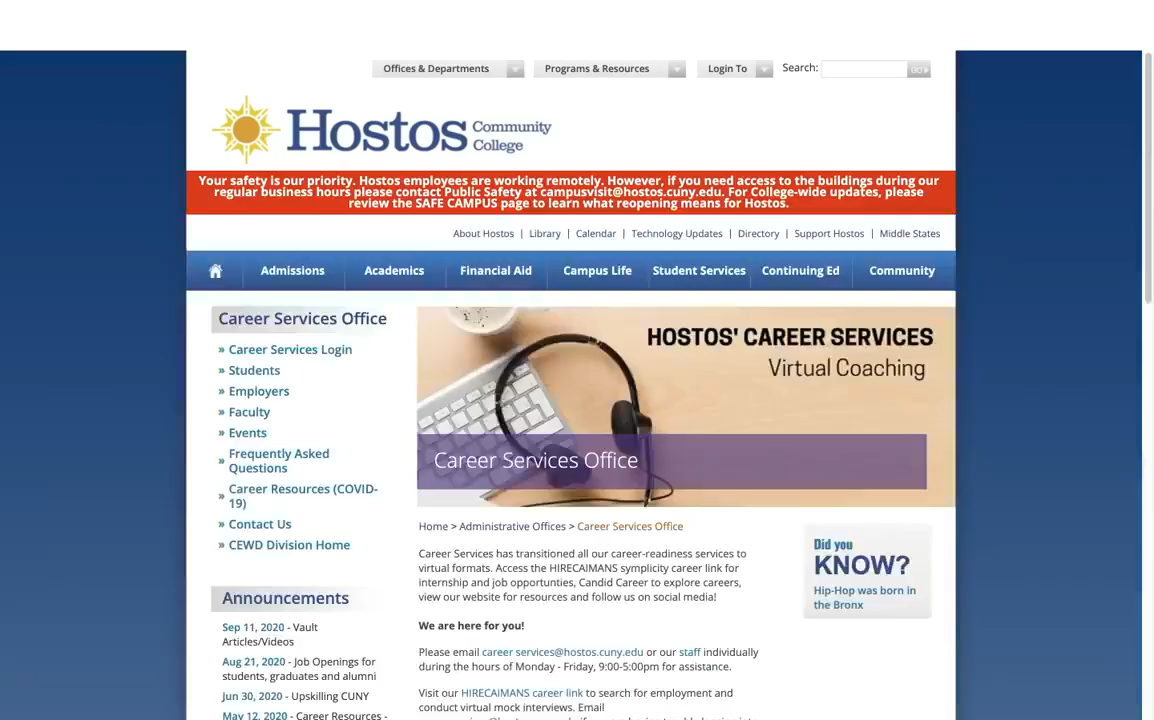 Offices & Departments
Programs & Resources
Login To
Search:
GO
Hostos Community
College
Your safety is our priority. Hostos employees are working remotely. However, if you need access to the buildings during our
regular business hours please contact Public Safety at campusvisit@hostos.cuny.edu. For College-wide updates, please
review the SAFE CAMPUS page to learn what reopening means for Hostos.
About Hostos | Library | Calendar | Technology Updates | Directory | Support Hostos | Middle States
Admissions
Academics
Financial Aid
Campus Life
Student Services
Continuing Ed
Community
Career Services Office
» Career Services Login
» Students
» Employers
» Faculty
» Events
» Frequently Asked
Questions
» Career Resources (COVID-
19)
» Contact Us
» CEWD Division Home
Announcements
Sep 11, 2020 - Vault
Articles/Videos
Aug 21, 2020 - Job Openings for
students, graduates and alumni
Jun 30, 2020 - Upskilling CUNY
May 12, 2020 - Career Resources -
HOSTOS' CAREER SERVICES
Virtual Coaching
Career Services Office
Home > Administrative Offices > Career Services Office
Career Services has transitioned all our career-readiness services to
virtual formats. Access the HIRECAIMANS symplicity career link for
internship and job opportunties, Candid Career to explore careers,
view our website for resources and follow us on social media!
We are here for you!
Please email career services@hostos.cuny.edu or our staff individually
during the hours of Monday - Friday, 9:00-5:00pm for assistance.
Visit our HIRECAIMANS career link to search for employment and
conduct virtual mock interviews. Email
Did you
KNOW?
Hip-Hop was born in
the Bronx